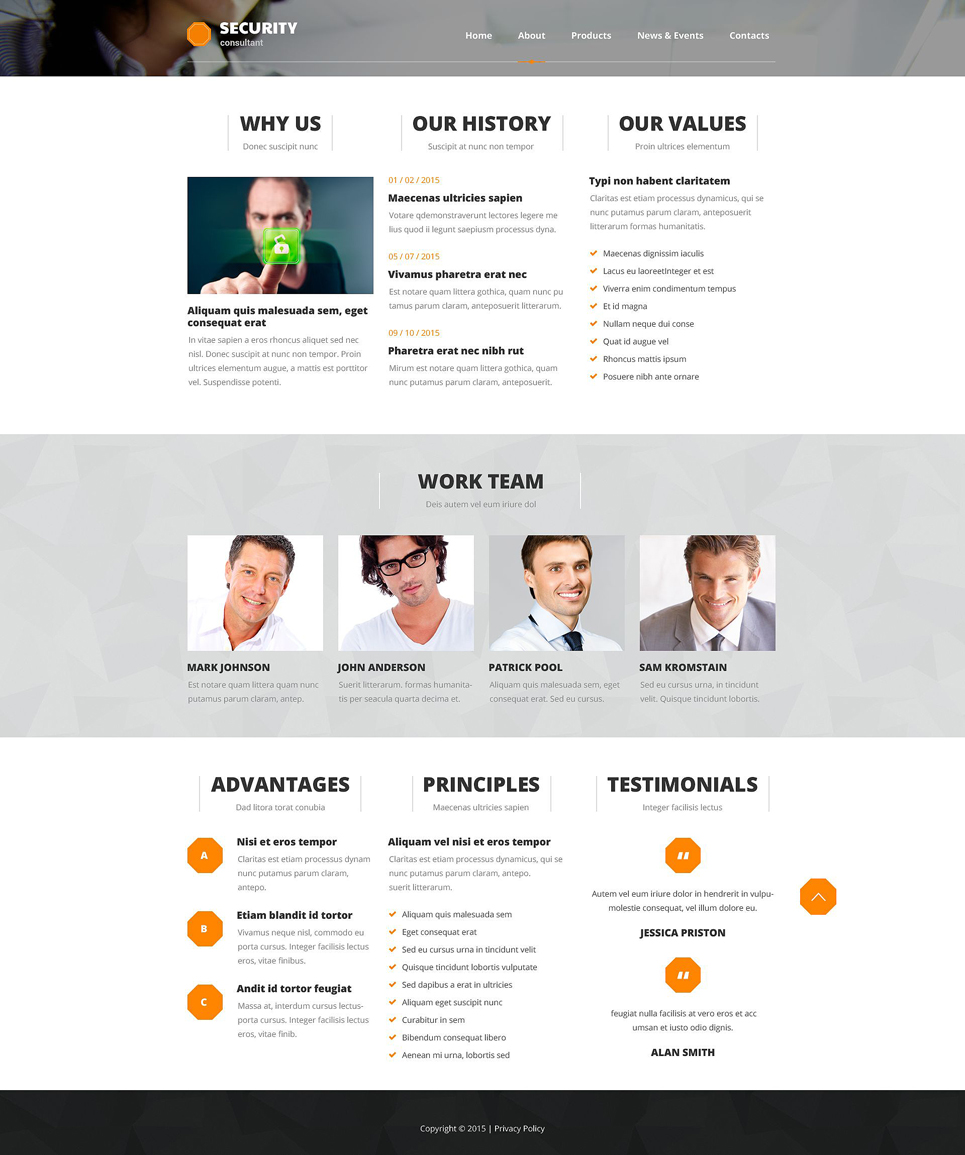 SECURITY
consultant
Home About Products News & Events Contacts
WHY US
Donec suscipit nunc
Aliquam quis malesuada sem, eget
consequat erat
In vitae sapien a eros rhoncus aliquet sed nec
nisl. Donec suscipit at nunc non tempor. Proin
ultrices elementum augue, a mattis est porttitor
vel. Suspendisse potenti.
OUR HISTORY
Suscipit at nunc non tempor
01 / 02 / 2015
Maecenas ultricies sapien
Votare qdemonstraverunt lectores legere me
lius quod ii legunt saepiusm processus dyna.
05 / 07 / 2015
Vivamus pharetra erat nec
Est notare quam littera gothica, quam nunc pu
tamus parum claram, anteposuerit litterarum.
09 / 10 / 2015
Pharetra erat nec nibh rut
Mirum est notare quam littera gothica, quam
nunc putamus parum claram, anteposuerit.
OUR VALUES
Proin ultrices elementum
Typi non habent claritatem
Claritas est etiam processus dynamicus, qui se
nunc putamus parum claram, anteposuerit
litterarum formas humanitatis.
Maecenas dignissim iaculis
Lacus eu laoreetInteger et est
Viverra enim condimentum tempus
Et id magna
Nullam neque dui conse
Quat id augue vel
Rhoncus mattis ipsum
Posuere nibh ante ornare
WORK TEAM
Deis autem vel eum iriure dol
MARK JOHNSON
Est notare quam littera quam nunc
putamus parum claram, antep.
JOHN ANDERSON
Suerit litterarum. formas humanita-
tis per seacula quarta decima et.
PATRICK POOL
Aliquam quis malesuada sem, eget
consequat erat. Sed eu cursus.
SAM KROMSTAIN
Sed eu cursus urna, in tincidunt
velit. Quisque tincidunt lobortis.
ADVANTAGES
Dad litora torat conubia
A
Nisi et eros tempor
Claritas est etiam processus dynam
nunc putamus parum claram,
antepo.
B
Etiam blandit id tortor
Vivamus neque nisl, commodo eu
porta cursus. Integer facilisis lectus
eros, vitae finibus.
C
Andit id tortor feugiat
Massa at, interdum cursus lectus-
porta cursus. Integer facilisis lectus
eros, vitae finib.
PRINCIPLES
Maecenas ultricies sapien
Aliquam vel nisi et eros tempor
Claritas est etiam processus dynamicus, qui se
nunc putamus parum claram, antepo.
suerit litterarum.
Aliquam quis malesuada sem
Eget consequat erat
Sed eu cursus urna in tincidunt velit
Quisque tincidunt lobortis vulputate
Sed dapibus a erat in ultricies
Aliquam eget suscipit nunc
Curabitur in sem
Bibendum consequat libero
Aenean mi urna, lobortis sed
TESTIMONIALS
Integer facilisis lectus
"
Autem vel eum iriure dolor in hendrerit in vulpu-
molestie consequat, vel illum dolore eu.
JESSICA PRISTON
"
feugiat nulla facilisis at vero eros et acc
umsan et iusto odio dignis.
ALAN SMITH
Copyright © 2015 | Privacy Policy